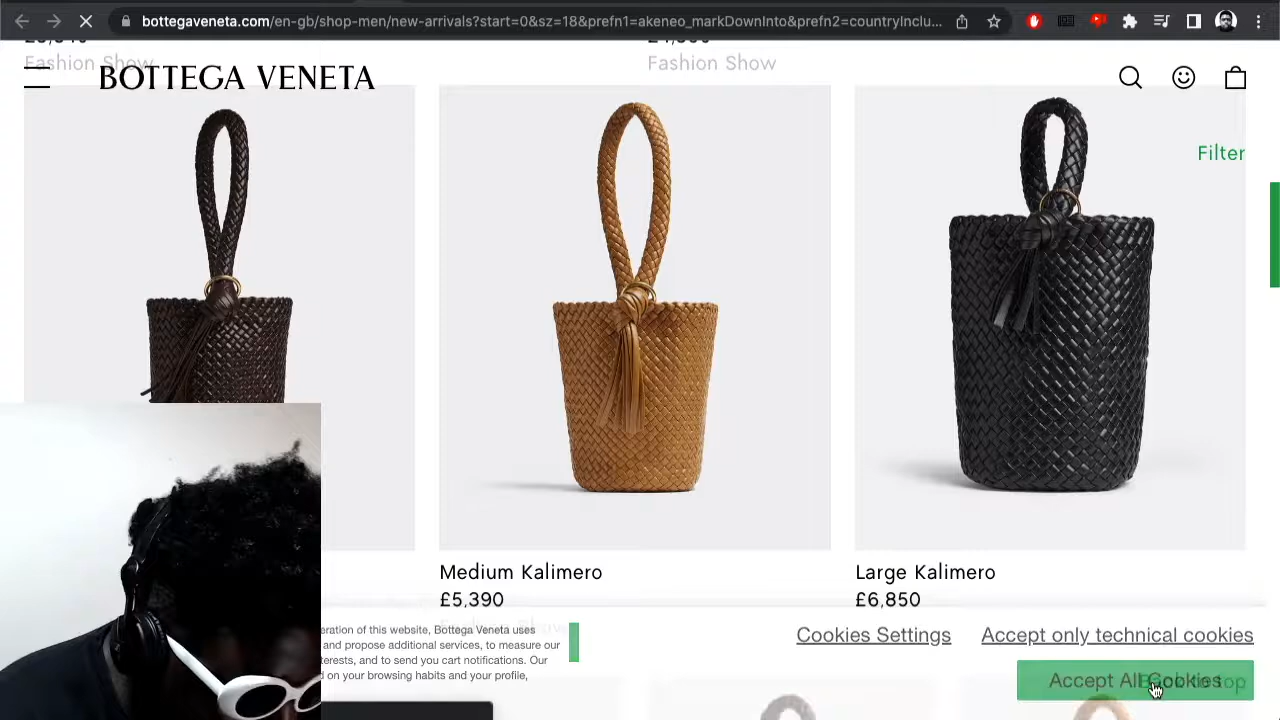 bottegaveneta.com/en-gb/shop-men/new-arrivals?start=0&sz=18&prefn1=akeneo_markDownInto&prefn2=countryInclu...
Fashion Show
Fashion Show
BOTTEGA VENETA
Filter
Medium Kalimero
£5,390
Large Kalimero
£6,850
eration of this website, Bottega Veneta uses
and propose additional services, to measure our
terests, and to send you cart notifications. Our
d on your browsing habits and your profile,
Cookies Settings
Accept only technical cookies
Accept All Cookies